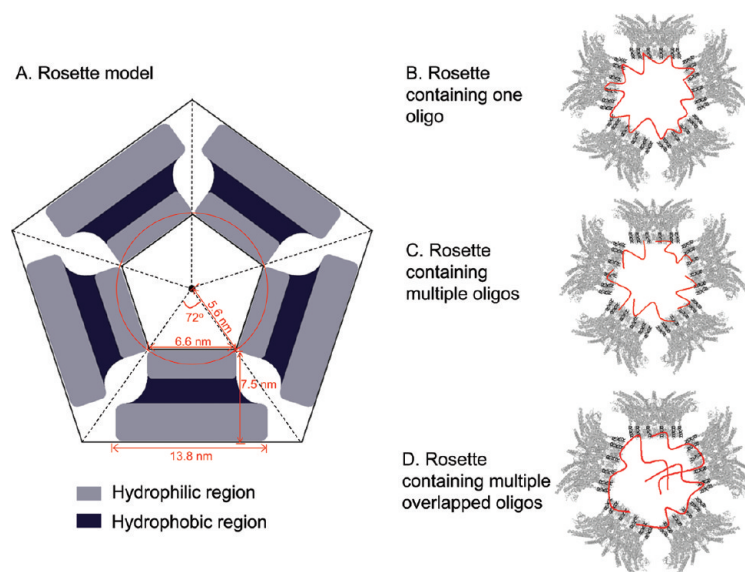 A. Rosette model
5.6 nm
72º
6.6 nm
7.5 nm
13.8 nm
Hydrophilic region
Hydrophobic region
B. Rosette
containing one
oligo
C. Rosette
containing
multiple oligos
D. Rosette
containing multiple
overlapped oligos